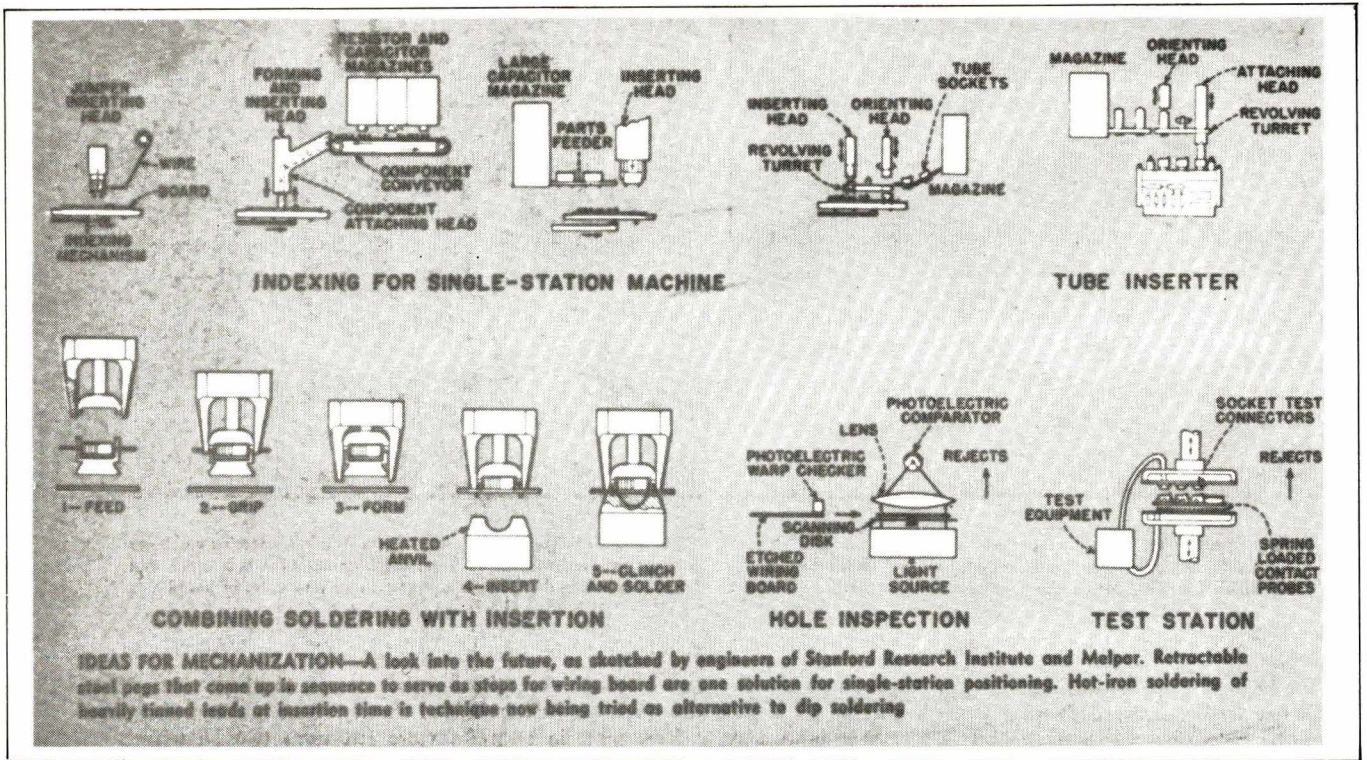 JUMPER
INSERTING
HEAD
WIRE
BOARD
INDEXING
MECHANISM
FORMING
AND
INSERTING
HEAD
RESISTOR AND
CAPACITOR
MAGAZINES
COMPONENT
CONVEYOR
COMPONENT
ATTACHING HEAD
LARGE
CAPACITOR
MAGAZINE
PARTS
FEEDER
INSERTING
HEAD
INSERTING
HEAD
ORIENTING
HEAD
TUBE
SOCKETS
REVOLVING
TURRET
MAGAZINE
INDEXING FOR SINGLE-STATION MACHINE
MAGAZINE
ORIENTING
HEAD
ATTACHING
HEAD
REVOLVING
TURRET
TUBE INSERTER
1--FEED
2--GRIP
3--FORM
HEATED
ANVIL
4--INSERT
5--CLINCH
AND SOLDER
COMBINING SOLDERING WITH INSERTION
PHOTOELECTRIC
COMPARATOR
LENS
PHOTOELECTRIC
WARP CHECKER
REJECTS
SCANNING
DISK
ETCHED
WIRING
BOARD
LIGHT
SOURCE
HOLE INSPECTION
SOCKET TEST
CONNECTORS
REJECTS
TEST
EQUIPMENT
SPRING
LOADED
CONTACT
PROBES
TEST STATION
IDEAS FOR MECHANIZATION—A look into the future, as sketched by engineers of Stanford Research Institute and Melpar. Retractable
steel pegs that come up in sequence to serve as stops for wiring board are one solution for single-station positioning. Hot-iron soldering of
heavily tinned leads at insertion time is technique now being tried as alternative to dip soldering